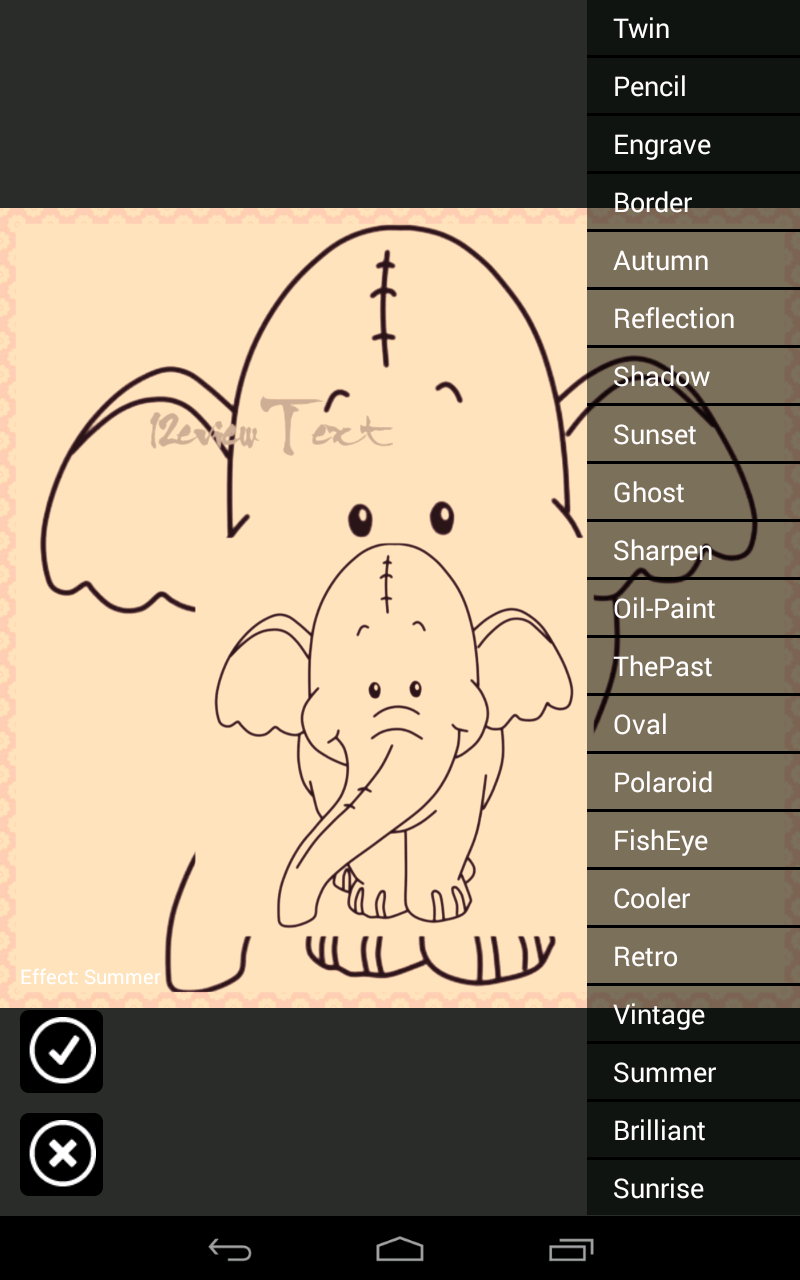 Twin
Pencil
Engrave
Border
Autumn
Reflection
Shadow
12eview Text
Sunset
Ghost
Sharpen
Oil-Paint
ThePast
Oval
Polaroid
FishEye
Cooler
Retro
Effect: Summer
Vintage
Summer
Brilliant
Sunrise